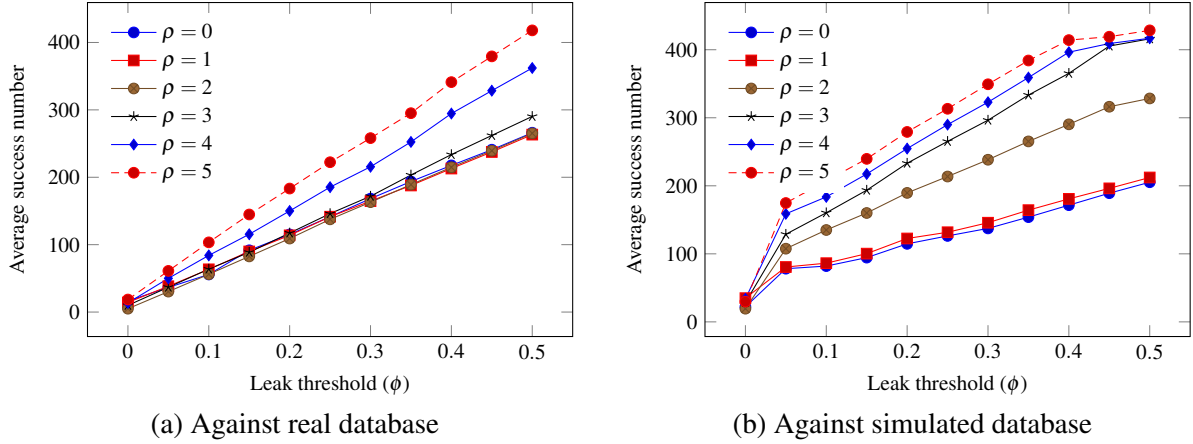 400
300
200
100
0
Average success number
ρ = 0
ρ = 1
ρ = 2
ρ = 3
ρ = 4
ρ = 5
0 0.1 0.2 0.3 0.4 0.5
Leak threshold (ϕ)
(a) Against real database
400
300
200
100
0
Average success number
ρ = 0
ρ = 1
ρ = 2
ρ = 3
ρ = 4
ρ = 5
0 0.1 0.2 0.3 0.4 0.5
Leak threshold (ϕ)
(b) Against simulated database